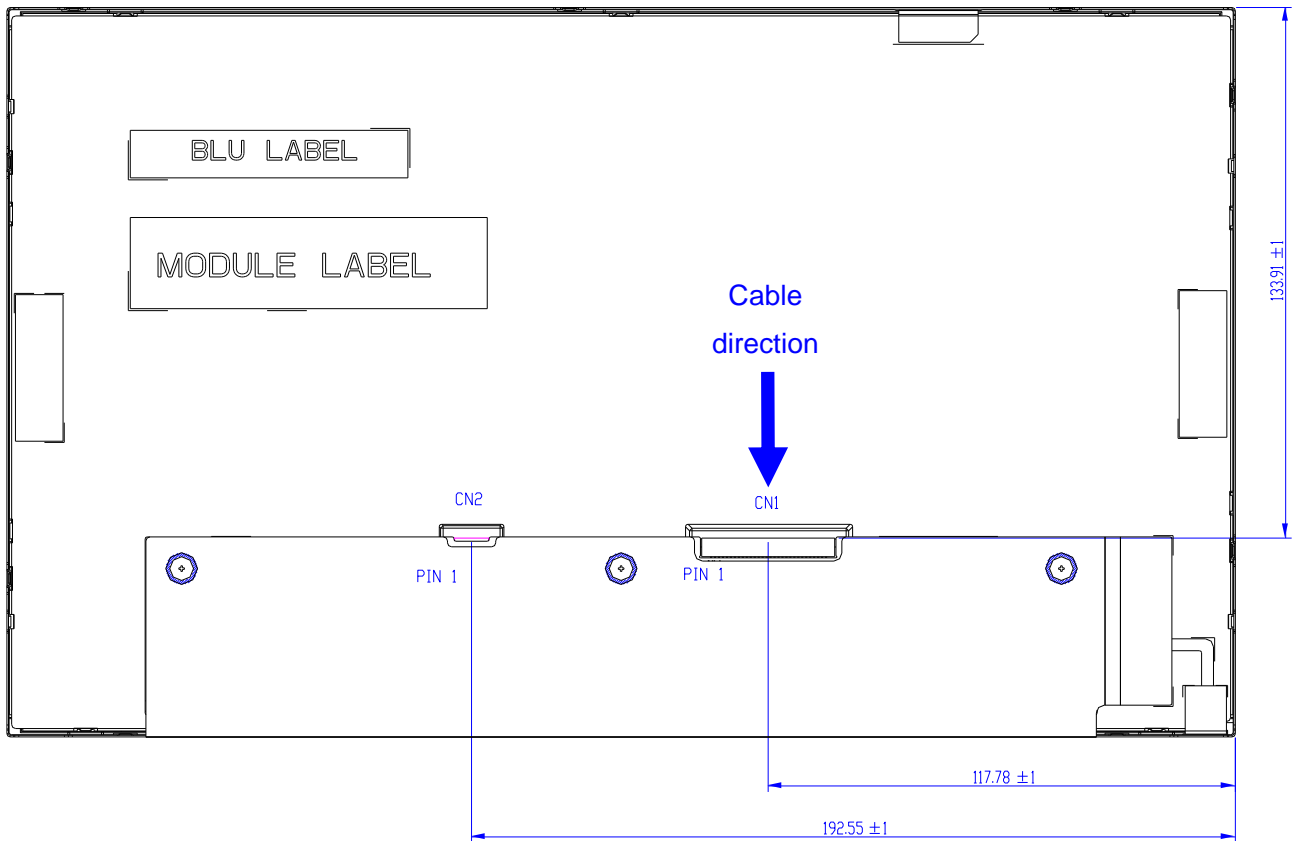 BLU LABEL
MODULE LABEL
133.91 ±1
Cable
direction
CN2
CN1
PIN 1
PIN 1
117.78 ±1
192.55 ±1